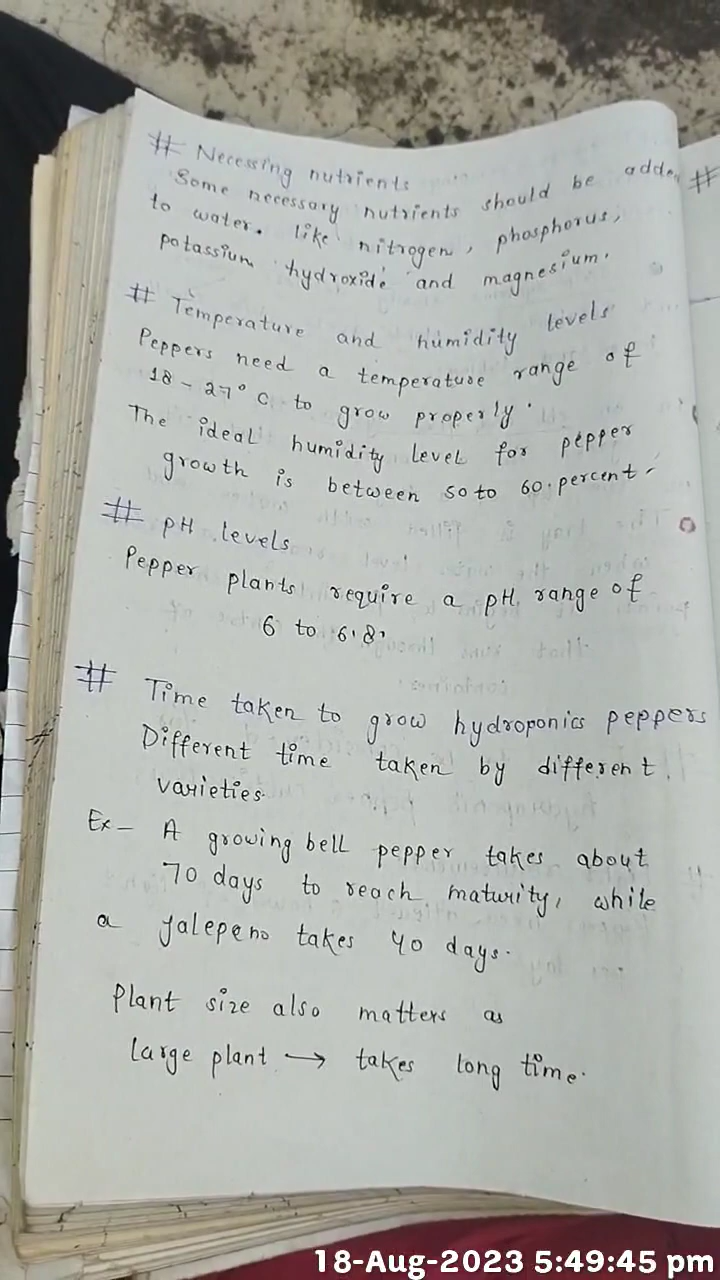 # Necessing nutrients
Some necessary nutrients should be added
to water. like nitrogen, phosphorus,
potassium hydroxide and magnesium.
# Temperature and humidity levels
Peppers need a temperature range of
18 - 27° C to grow properly.
The ideal humidity level for pepper
growth is between 50 to 60 percent.
# pH levels
Pepper plants require a pH range of
6 to 6.8.
# Time taken to grow hydroponics peppers
Different time taken by different
varieties.
Ex- A growing bell pepper takes about
70 days to reach maturity, while
a jalepeno takes 40 days.
Plant size also matters as
large plant → takes long time.
#
18-Aug-2023 5:49:45 pm